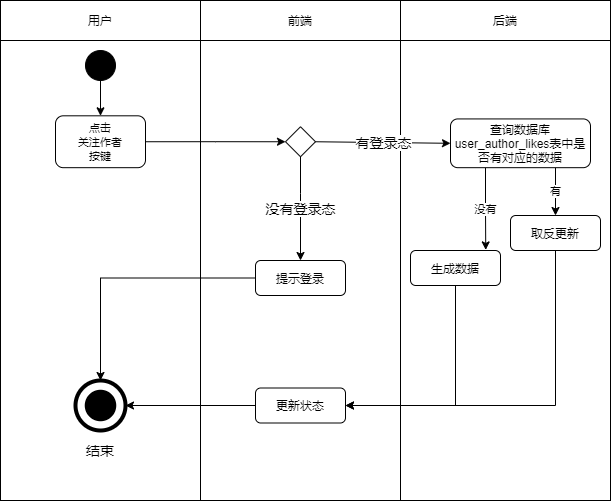 用户
前端
后端
点击
关注作者
按键
有登录态
查询数据库
user_author_likes表中是
否有对应的数据
没有登录态
没有
有
取反更新
提示登录
生成数据
更新状态
结束